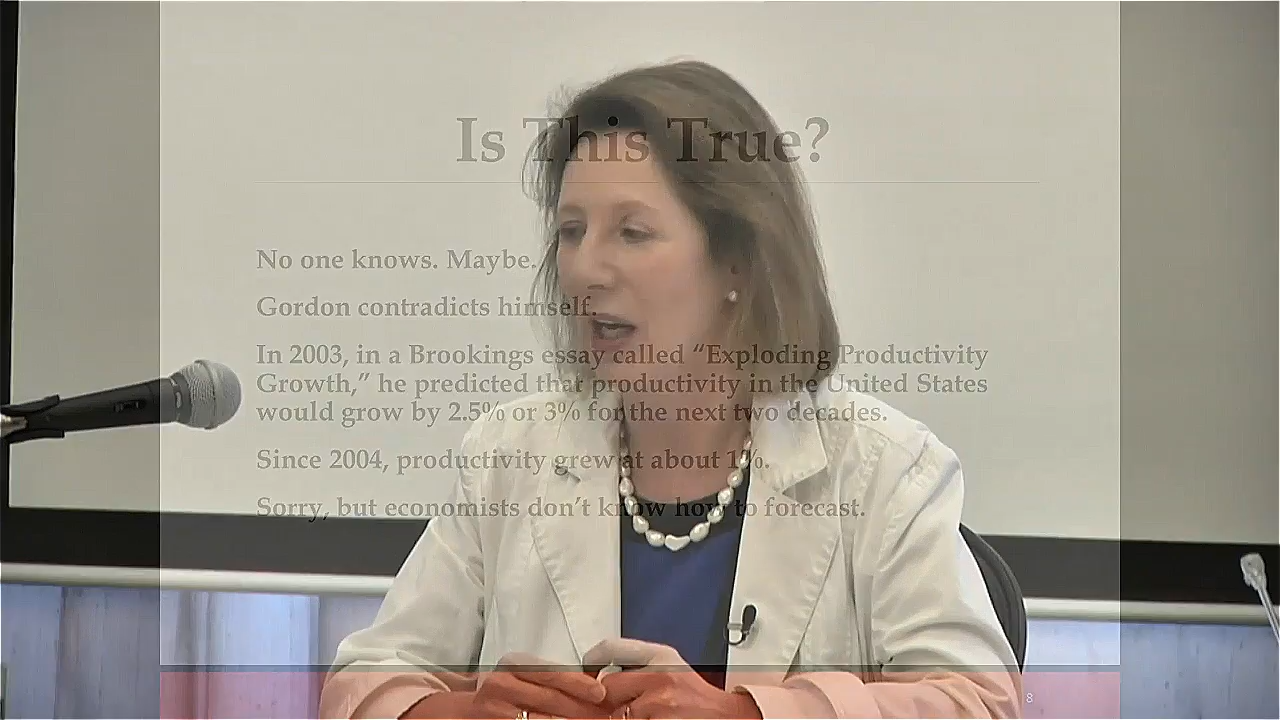 Is This True?
No one knows. Maybe.
Gordon contradicts himself.
In 2003, in a Brookings essay called “Exploding Productivity
Growth,” he predicted that productivity in the United States
would grow by 2.5% or 3% for the next two decades.
Since 2004, productivity grew at about 1%.
Sorry, but economists don’t know how to forecast.
8